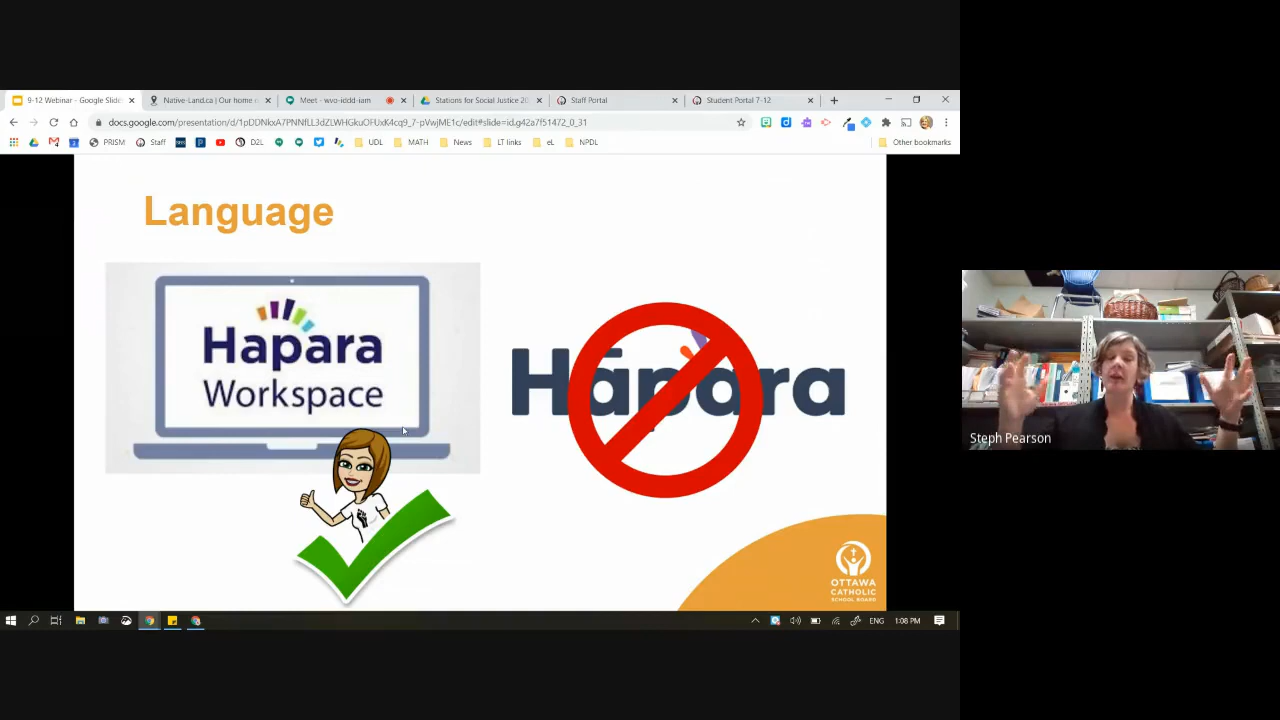 9-12 Webinar - Google Slide
Native-Land.ca | Our home n
Meet - wvo-iddd-iam
Stations for Social Justice 20
Staff Portal
Student Portal 7-12
docs.google.com/presentation/d/1pDDNkxA7PNNfLL3dZLWHGkuOFUxK4cq9_7-pVwjME1c/edit#slide=id.g42a7f51472_0_31
PRISM
Staff
D2L
UDL
MATH
News
LT links
eL
NPDL
Other bookmarks
Language
Hapara
Workspace
Hāpara
Steph Pearson
OTTAWA
CATHOLIC
SCHOOL BOARD
ENG
1:08 PM